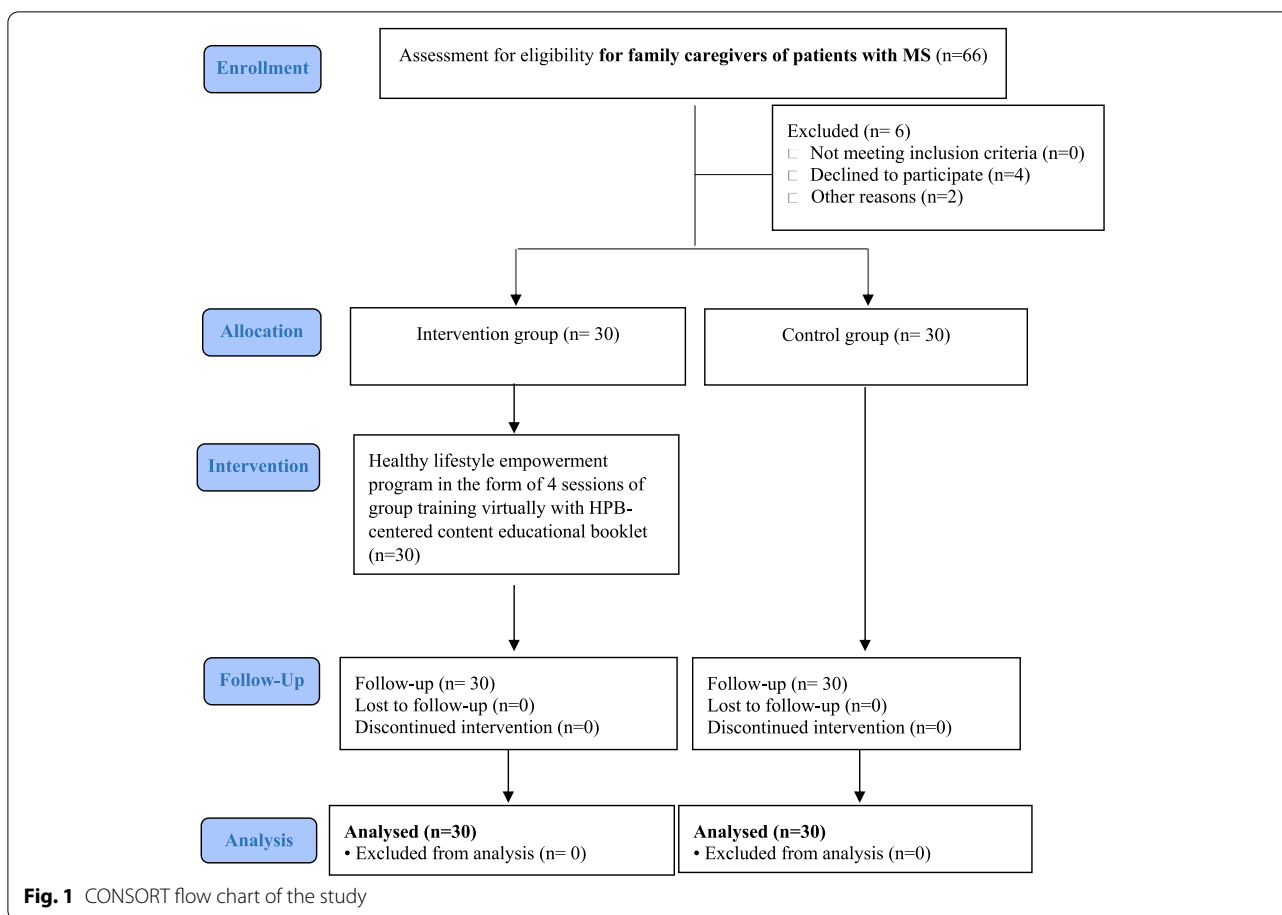 Enrollment
Assessment for eligibility for family caregivers of patients with MS (n=66)
Excluded (n= 6)
□ Not meeting inclusion criteria (n=0)
□ Declined to participate (n=4)
□ Other reasons (n=2)
Allocation
Intervention group (n= 30)
Control group (n= 30)
Intervention
Healthy lifestyle empowerment
program in the form of 4 sessions of
group training virtually with HPB-
centered content educational booklet
(n=30)
Follow-Up
Follow-up (n= 30)
Lost to follow-up (n=0)
Discontinued intervention (n=0)
Follow-up (n= 30)
Lost to follow-up (n=0)
Discontinued intervention (n=0)
Analysis
Analysed (n=30)
• Excluded from analysis (n= 0)
Analysed (n=30)
• Excluded from analysis (n=0)
Fig. 1 CONSORT flow chart of the study